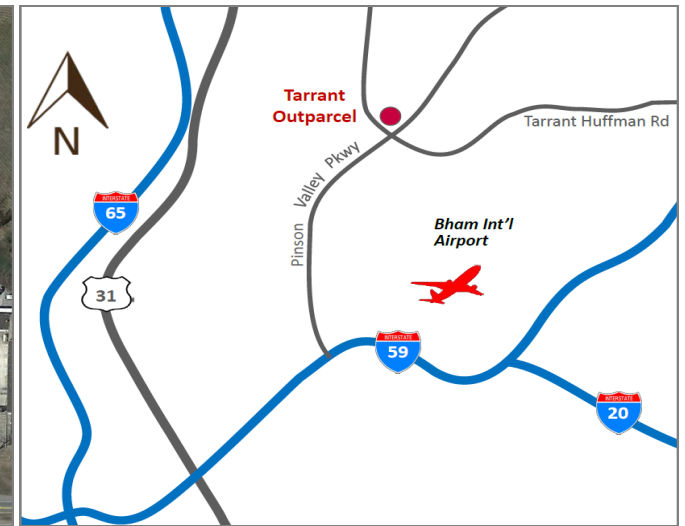 Tarrant
Outparcel
Tarrant Huffman Rd
Pinson Valley Pkwy
N
INTERSTATE
65
Bham Int'l
Airport
31
INTERSTATE
59
INTERSTATE
20